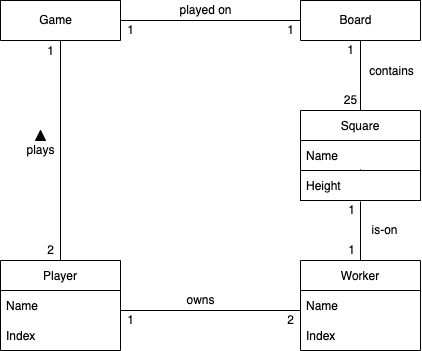 Game
played on
Board
1
1
1
1
contains
25
▲
plays
Square
Name
Height
1
is-on
2
1
Player
Worker
Name
owns
Name
Index
1
2
Index